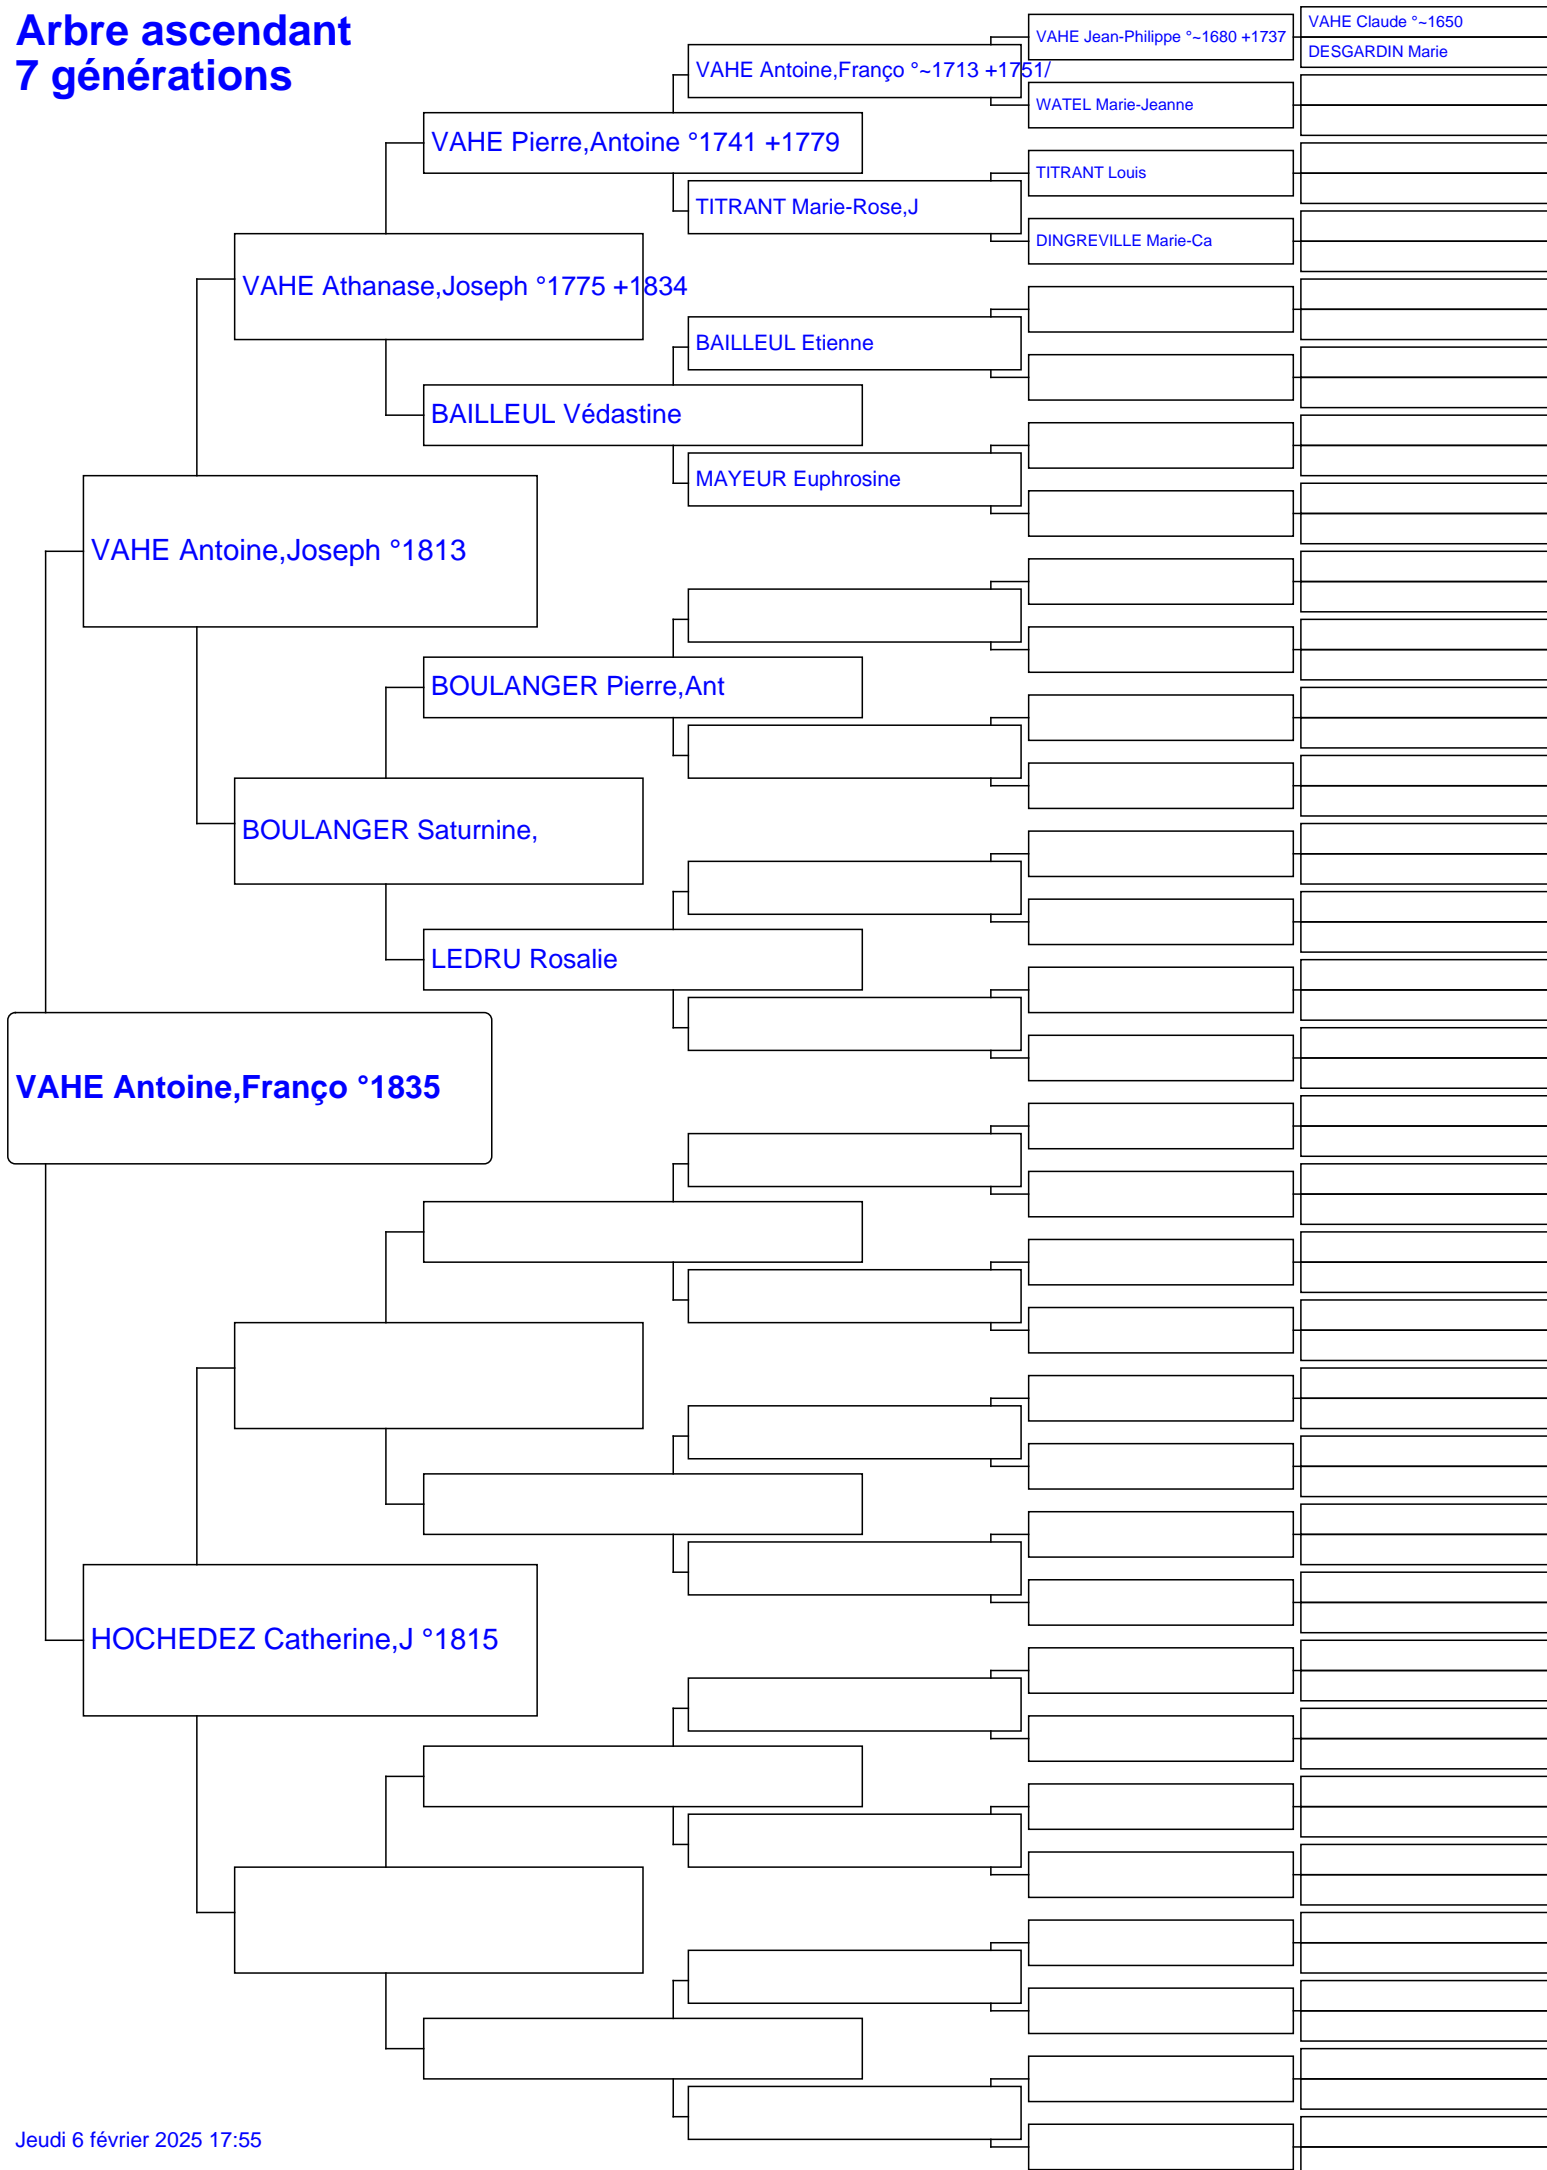 Arbre ascendant
7 générations
VAHE Claude °~1650
VAHE Jean-Philippe °~1680 +1737
DESGARDIN Marie
VAHE Antoine,Franço °~1713 +1751/
WATEL Marie-Jeanne
VAHE Pierre,Antoine °1741 +1779
TITRANT Louis
TITRANT Marie-Rose,J
DINGREVILLE Marie-Ca
VAHE Athanase,Joseph °1775 +1834
BAILLEUL Etienne
BAILLEUL Védastine
MAYEUR Euphrosine
VAHE Antoine,Joseph °1813
BOULANGER Pierre,Ant
BOULANGER Saturnine,
LEDRU Rosalie
VAHE Antoine,Franço °1835
HOCHEDEZ Catherine,J °1815
Jeudi 6 février 2025 17:55